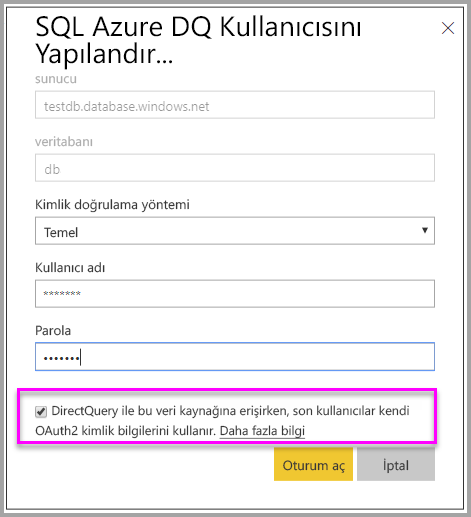 SQL Azure DQ Kullanıcısını
Yapılandır...
sunucu
testdb.database.windows.net
veritabanı
db
Kimlik doğrulama yöntemi
Temel
Kullanıcı adı
*******
Parola
•••••••
DirectQuery ile bu veri kaynağına erişirken, son kullanıcılar kendi
OAuth2 kimlik bilgilerini kullanır. Daha fazla bilgi
Oturum aç
İptal